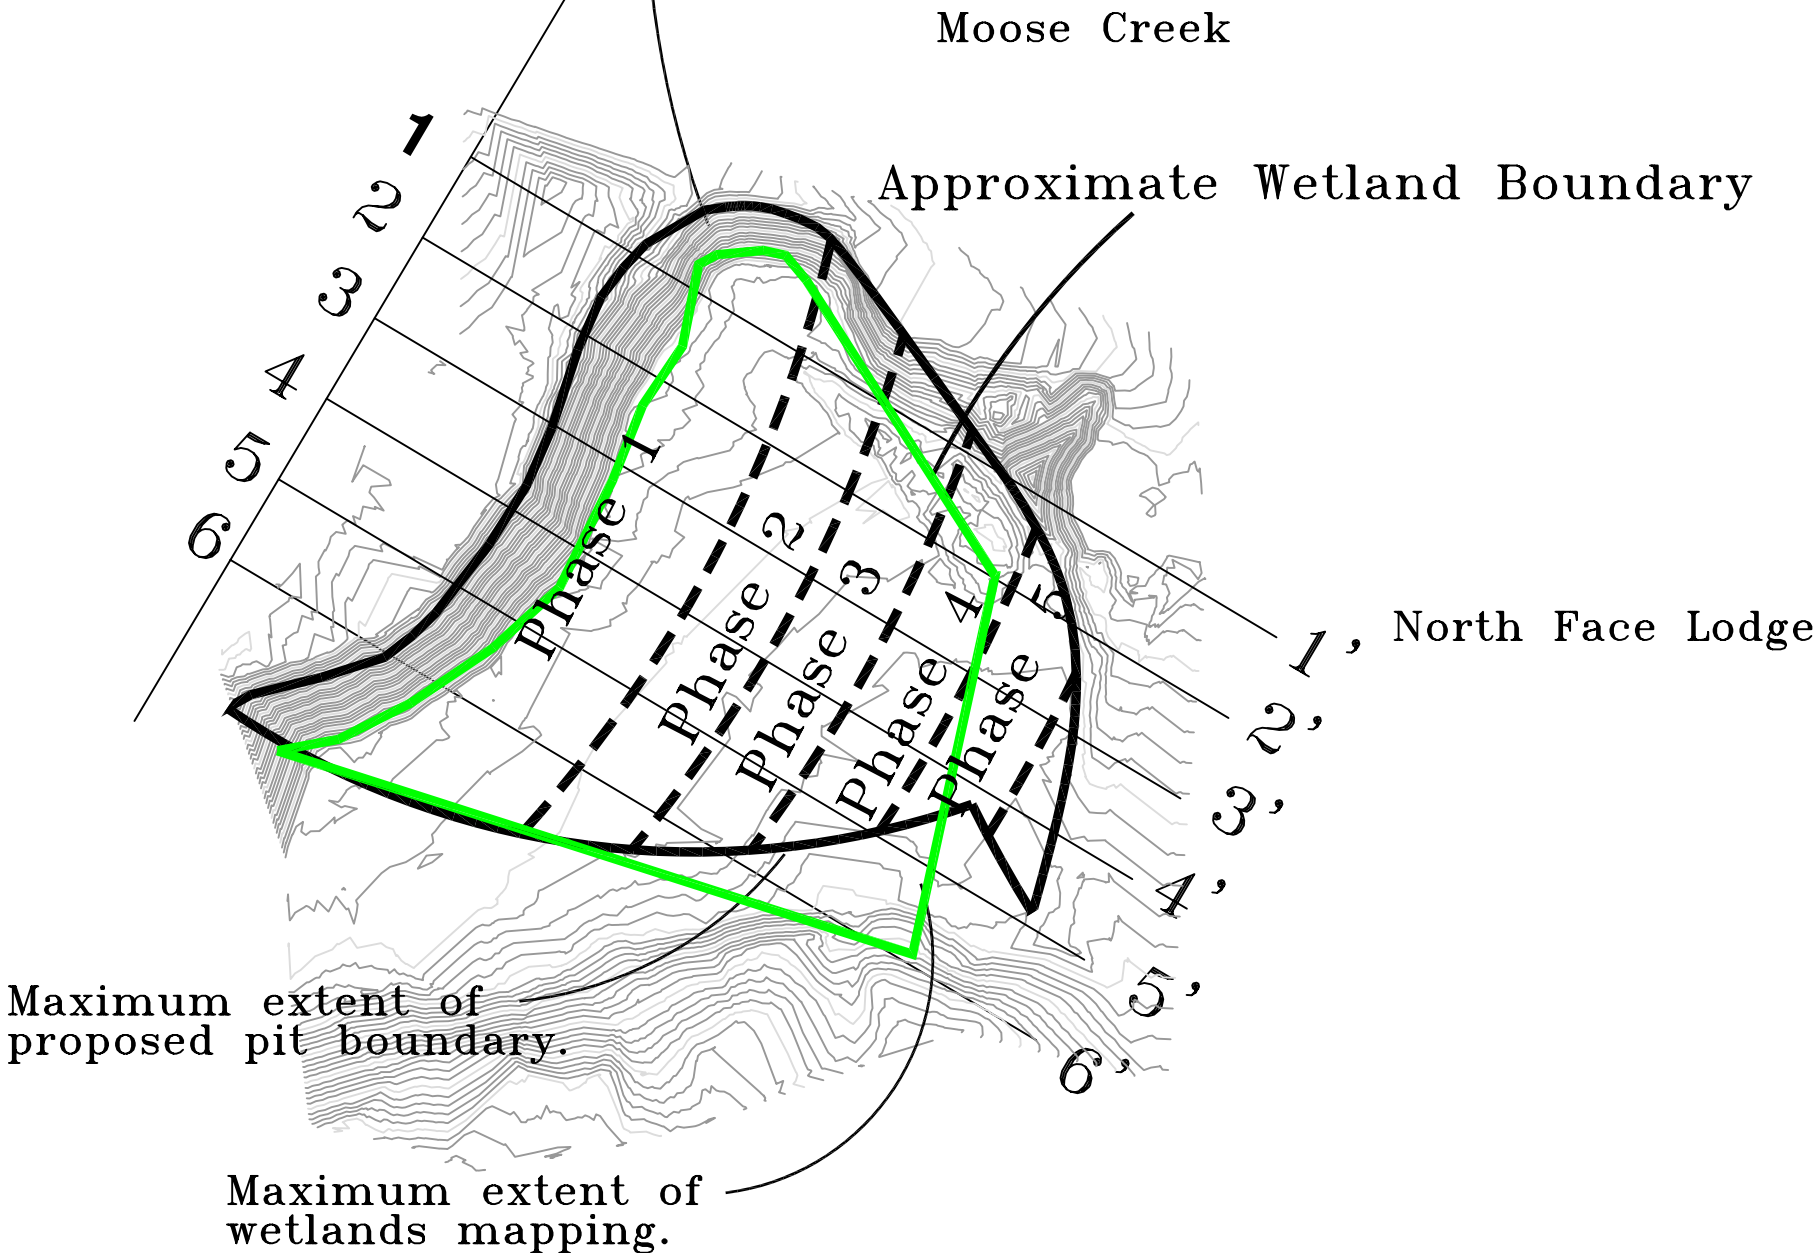 Moose Creek
Approximate Wetland Boundary
1
2
3
4
5
6
Phase 1
Phase 2
Phase 3
Phase 4
Phase 5
1'
North Face Lodge
2'
3'
4'
5'
6'
Maximum extent of
proposed pit boundary.
Maximum extent of
wetlands mapping.